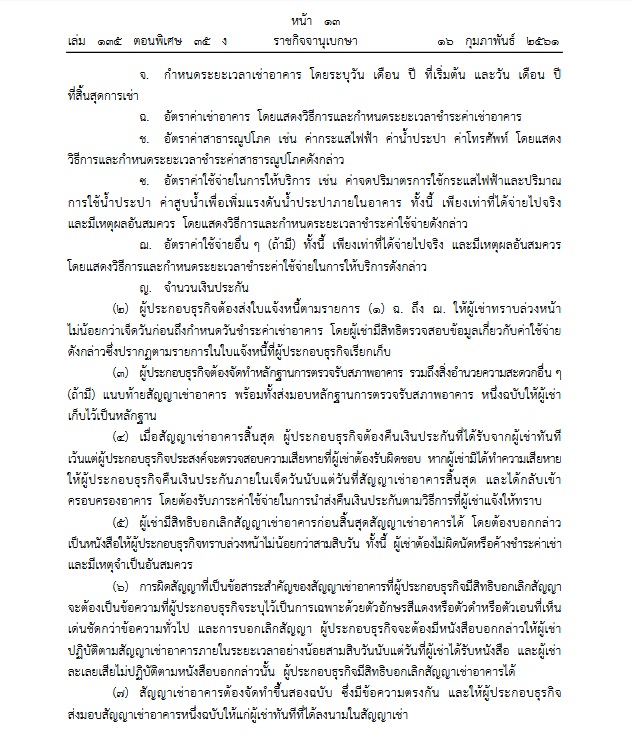 หน้า ๑๓
เล่ม ๑๓๕ ตอนพิเศษ ๓๕ ง ราชกิจจานุเบกษา ๑๖ กุมภาพันธ์ ๒๕๖๑
จ. กำหนดระยะเวลาเช่าอาคาร โดยระบุวัน เดือน ปี ที่เริ่มต้น และวัน เดือน ปี
ที่สิ้นสุดการเช่า
ฉ. อัตราค่าเช่าอาคาร โดยแสดงวิธีการและกำหนดระยะเวลาชำระค่าเช่าอาคาร
ช. อัตราค่าสาธารณูปโภค เช่น ค่ากระแสไฟฟ้า ค่าน้ำประปา ค่าโทรศัพท์ โดยแสดง
วิธีการและกำหนดระยะเวลาชำระค่าสาธารณูปโภคดังกล่าว
ซ. อัตราค่าใช้จ่ายในการให้บริการ เช่น ค่าจดปริมาตรการใช้กระแสไฟฟ้าและปริมาณ
การใช้น้ำประปา ค่าสูบน้ำเพื่อเพิ่มแรงดันน้ำประปาภายในอาคาร ทั้งนี้ เพียงเท่าที่ได้จ่ายไปจริง
และมีเหตุผลอันสมควร โดยแสดงวิธีการและกำหนดระยะเวลาชำระค่าใช้จ่ายดังกล่าว
ฌ. อัตราค่าใช้จ่ายอื่น ๆ (ถ้ามี) ทั้งนี้ เพียงเท่าที่ได้จ่ายไปจริง และมีเหตุผลอันสมควร
โดยแสดงวิธีการและกำหนดระยะเวลาชำระค่าใช้จ่ายในการให้บริการดังกล่าว
ญ. จำนวนเงินประกัน
(๒) ผู้ประกอบธุรกิจต้องส่งใบแจ้งหนี้ตามรายการ (๑) ฉ. ถึง ฌ. ให้ผู้เช่าทราบล่วงหน้า
ไม่น้อยกว่าเจ็ดวันก่อนถึงกำหนดวันชำระค่าเช่าอาคาร โดยผู้เช่ามีสิทธิตรวจสอบข้อมูลเกี่ยวกับค่าใช้จ่าย
ดังกล่าวซึ่งปรากฏตามรายการในใบแจ้งหนี้ที่ผู้ประกอบธุรกิจเรียกเก็บ
(๓) ผู้ประกอบธุรกิจต้องจัดทำหลักฐานการตรวจรับสภาพอาคาร รวมถึงสิ่งอำนวยความสะดวกอื่น ๆ
(ถ้ามี) แนบท้ายสัญญาเช่าอาคาร พร้อมทั้งส่งมอบหลักฐานการตรวจรับสภาพอาคาร หนึ่งฉบับให้ผู้เช่า
เก็บไว้เป็นหลักฐาน
(๔) เมื่อสัญญาเช่าอาคารสิ้นสุด ผู้ประกอบธุรกิจต้องคืนเงินประกันที่ได้รับจากผู้เช่าทันที
เว้นแต่ผู้ประกอบธุรกิจประสงค์จะตรวจสอบความเสียหายที่ผู้เช่าต้องรับผิดชอบ หากผู้เช่ามิได้ทำความเสียหาย
ให้ผู้ประกอบธุรกิจคืนเงินประกันภายในเจ็ดวันนับแต่วันที่สัญญาเช่าอาคารสิ้นสุด และได้กลับเข้า
ครอบครองอาคาร โดยต้องรับภาระค่าใช้จ่ายในการนำส่งคืนเงินประกันตามวิธีการที่ผู้เช่าแจ้งให้ทราบ
(๕) ผู้เช่ามีสิทธิบอกเลิกสัญญาเช่าอาคารก่อนสิ้นสุดสัญญาเช่าอาคารได้ โดยต้องบอกกล่าว
เป็นหนังสือให้ผู้ประกอบธุรกิจทราบล่วงหน้าไม่น้อยกว่าสามสิบวัน ทั้งนี้ ผู้เช่าต้องไม่ผิดนัดหรือค้างชำระค่าเช่า
และมีเหตุจำเป็นอันสมควร
(๖) การผิดสัญญาที่เป็นข้อสาระสำคัญของสัญญาเช่าอาคารที่ผู้ประกอบธุรกิจมีสิทธิบอกเลิกสัญญา
จะต้องเป็นข้อความที่ผู้ประกอบธุรกิจระบุไว้เป็นการเฉพาะด้วยตัวอักษรสีแดงหรือตัวดำหรือตัวเอนที่เห็น
เด่นชัดกว่าข้อความทั่วไป และการบอกเลิกสัญญา ผู้ประกอบธุรกิจจะต้องมีหนังสือบอกกล่าวให้ผู้เช่า
ปฏิบัติตามสัญญาเช่าอาคารภายในระยะเวลาอย่างน้อยสามสิบวันนับแต่วันที่ผู้เช่าได้รับหนังสือ และผู้เช่า
ละเลยเสียไม่ปฏิบัติตามหนังสือบอกกล่าวนั้น ผู้ประกอบธุรกิจมีสิทธิบอกเลิกสัญญาเช่าอาคารได้
(๗) สัญญาเช่าอาคารต้องจัดทำขึ้นสองฉบับ ซึ่งมีข้อความตรงกัน และให้ผู้ประกอบธุรกิจ
ส่งมอบสัญญาเช่าอาคารหนึ่งฉบับให้แก่ผู้เช่าทันทีที่ได้ลงนามในสัญญาเช่า